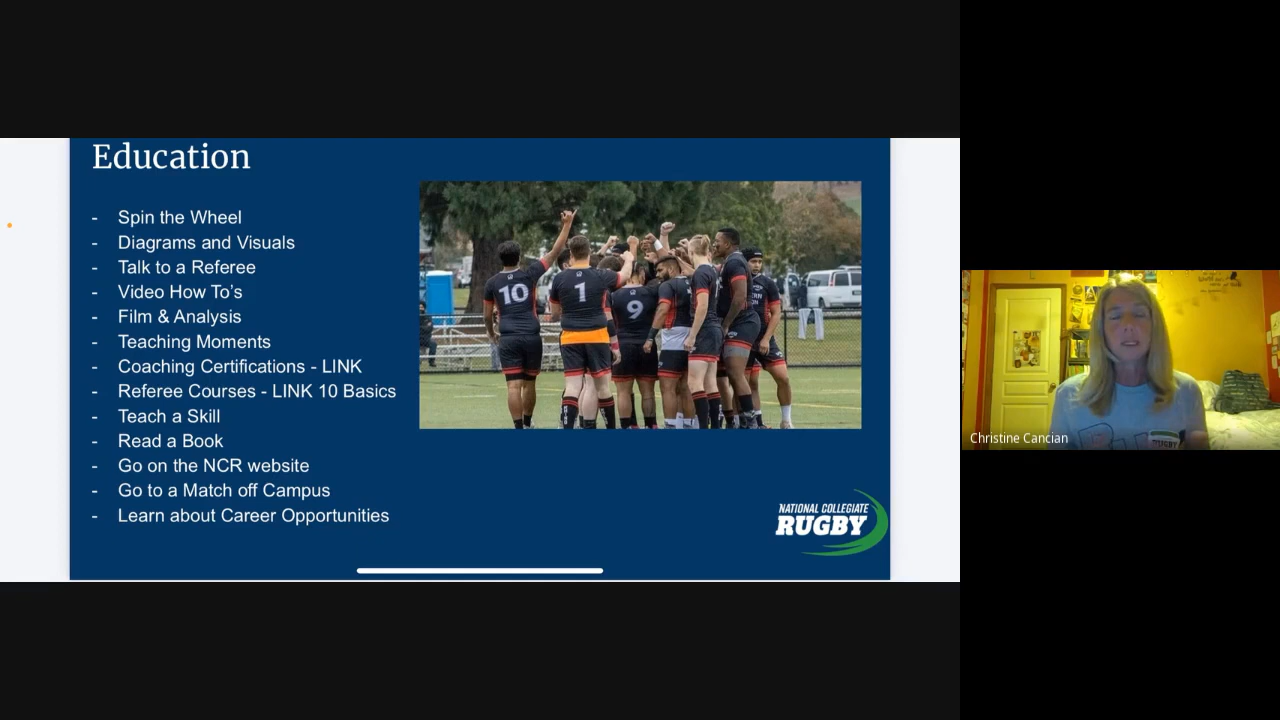 Education
- Spin the Wheel
- Diagrams and Visuals
- Talk to a Referee
- Video How To’s
- Film & Analysis
- Teaching Moments
- Coaching Certifications - LINK
- Referee Courses - LINK 10 Basics
- Teach a Skill
- Read a Book
- Go on the NCR website
- Go to a Match off Campus
- Learn about Career Opportunities
10
1
9
NATIONAL COLLEGIATE
RUGBY
Christine Cancian
RUGBY